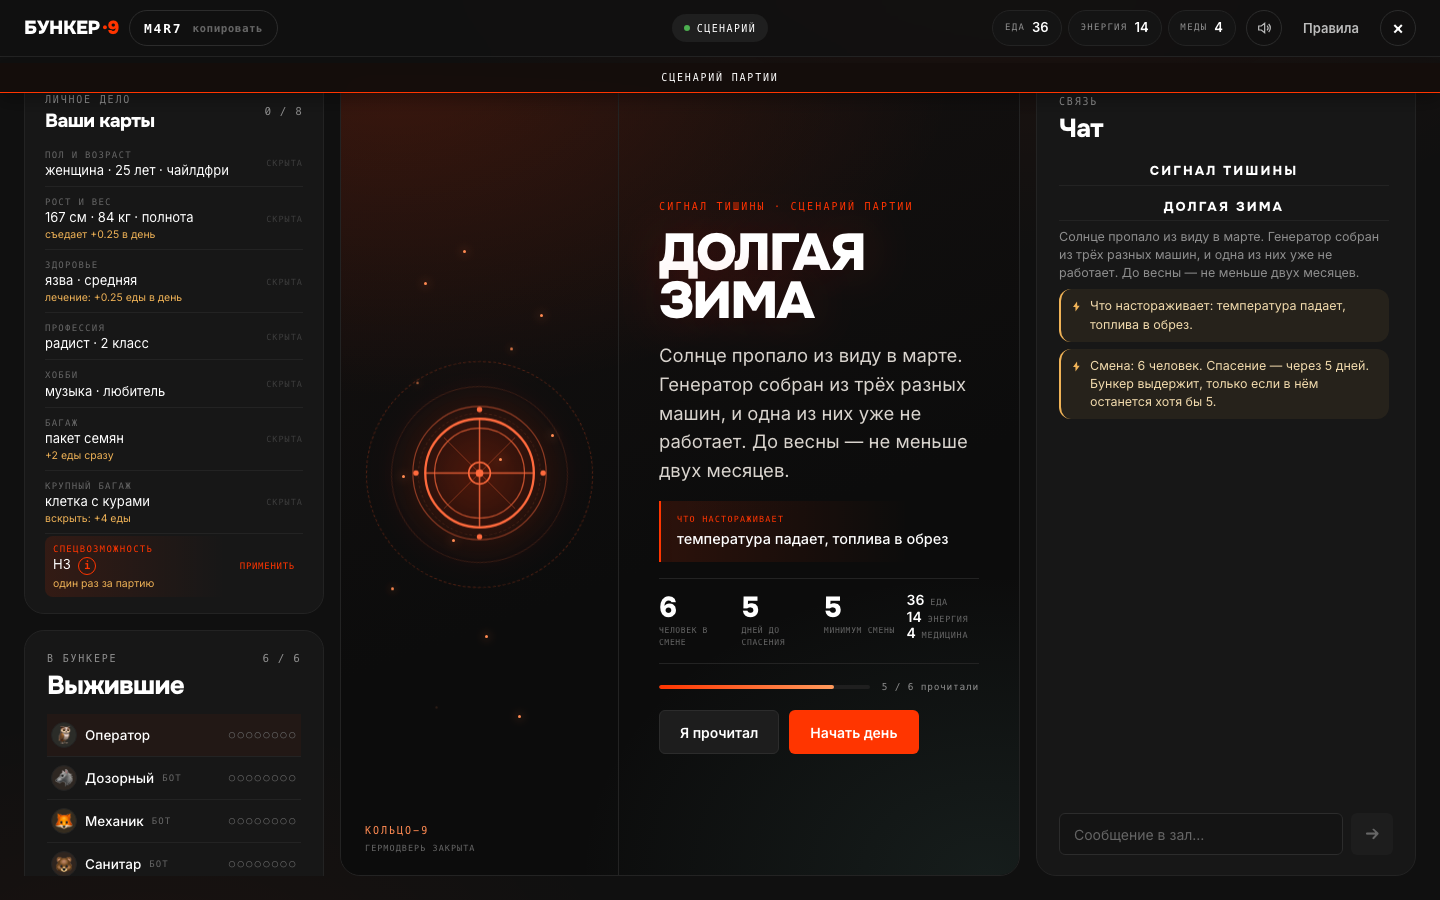 БУНКЕР·9
M4R7 копировать
СЦЕНАРИЙ
ЕДА 36
ЭНЕРГИЯ 14
МЕДЫ 4
Правила
СЦЕНАРИЙ ПАРТИИ
ЛИЧНОЕ ДЕЛО
Ваши карты
0 / 8
ПОЛ И ВОЗРАСТ
женщина · 25 лет · чайлдфри
СКРЫТА
РОСТ И ВЕС
167 см · 84 кг · полнота
съедает +0.25 в день
СКРЫТА
ЗДОРОВЬЕ
язва · средняя
лечение: +0.25 еды в день
СКРЫТА
ПРОФЕССИЯ
радист · 2 класс
СКРЫТА
ХОББИ
музыка · любитель
СКРЫТА
БАГАЖ
пакет семян
+2 еды сразу
СКРЫТА
КРУПНЫЙ БАГАЖ
клетка с курами
вскрыть: +4 еды
СКРЫТА
СПЕЦВОЗМОЖНОСТЬ
НЗ i
один раз за партию
ПРИМЕНИТЬ
В БУНКЕРЕ
6 / 6
Выжившие
Оператор
Дозорный БОТ
Механик БОТ
Санитар БОТ
КОЛЬЦО-9
ГЕРМОДВЕРЬ ЗАКРЫТА
СИГНАЛ ТИШИНЫ · СЦЕНАРИЙ ПАРТИИ
ДОЛГАЯ
ЗИМА
Солнце пропало из виду в марте.
Генератор собран из трёх разных
машин, и одна из них уже не
работает. До весны — не меньше
двух месяцев.
ЧТО НАСТОРАЖИВАЕТ
температура падает, топлива в обрез
6
ЧЕЛОВЕК В
СМЕНЕ
5
ДНЕЙ ДО
СПАСЕНИЯ
5
МИНИМУМ СМЕНЫ
36 ЕДА
14 ЭНЕРГИЯ
4 МЕДИЦИНА
5 / 6 прочитали
Я прочитал
Начать день
СВЯЗЬ
Чат
СИГНАЛ ТИШИНЫ
ДОЛГАЯ ЗИМА
Солнце пропало из виду в марте. Генератор собран
из трёх разных машин, и одна из них уже не
работает. До весны — не меньше двух месяцев.
Что настораживает: температура падает,
топлива в обрез.
Смена: 6 человек. Спасение — через 5 дней.
Бункер выдержит, только если в нём
останется хотя бы 5.
Сообщение в зал...